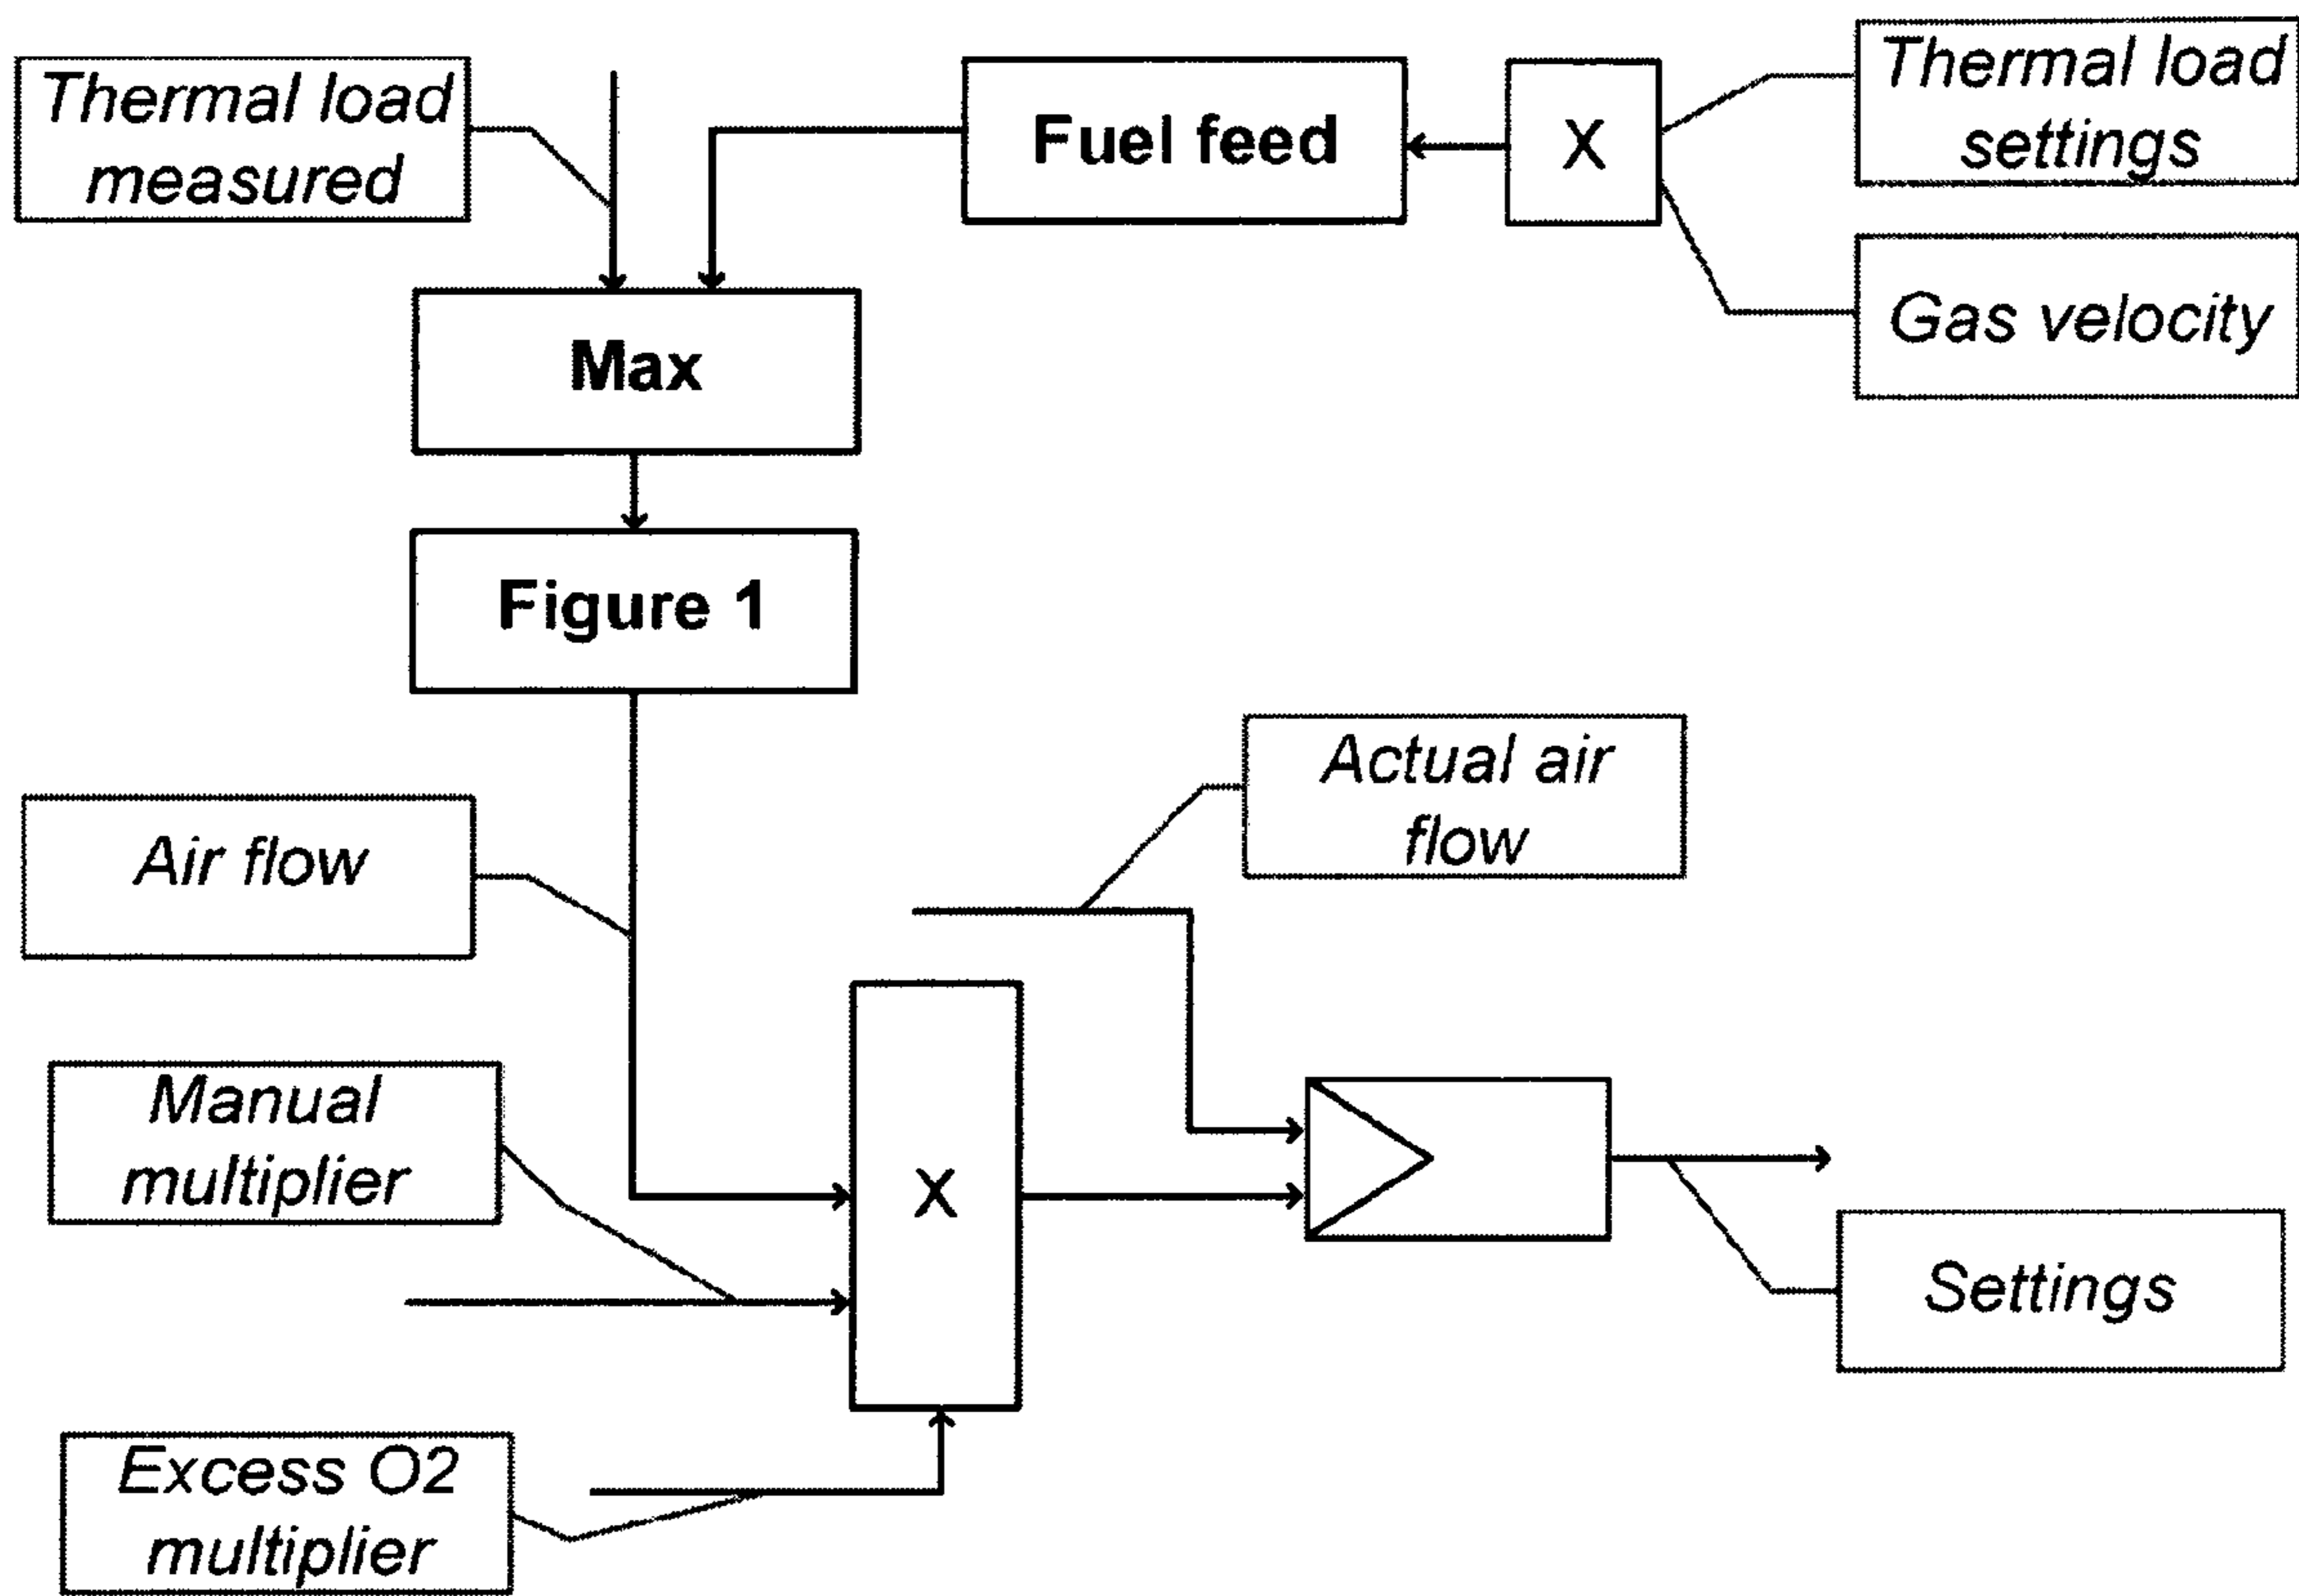 Thermal load
measured
Fuel feed
X
Thermal load
settings
Gas velocity
Max
Figure 1
Actual air
flow
Air flow
Manual
multiplier
X
Settings
Excess O2
multiplier